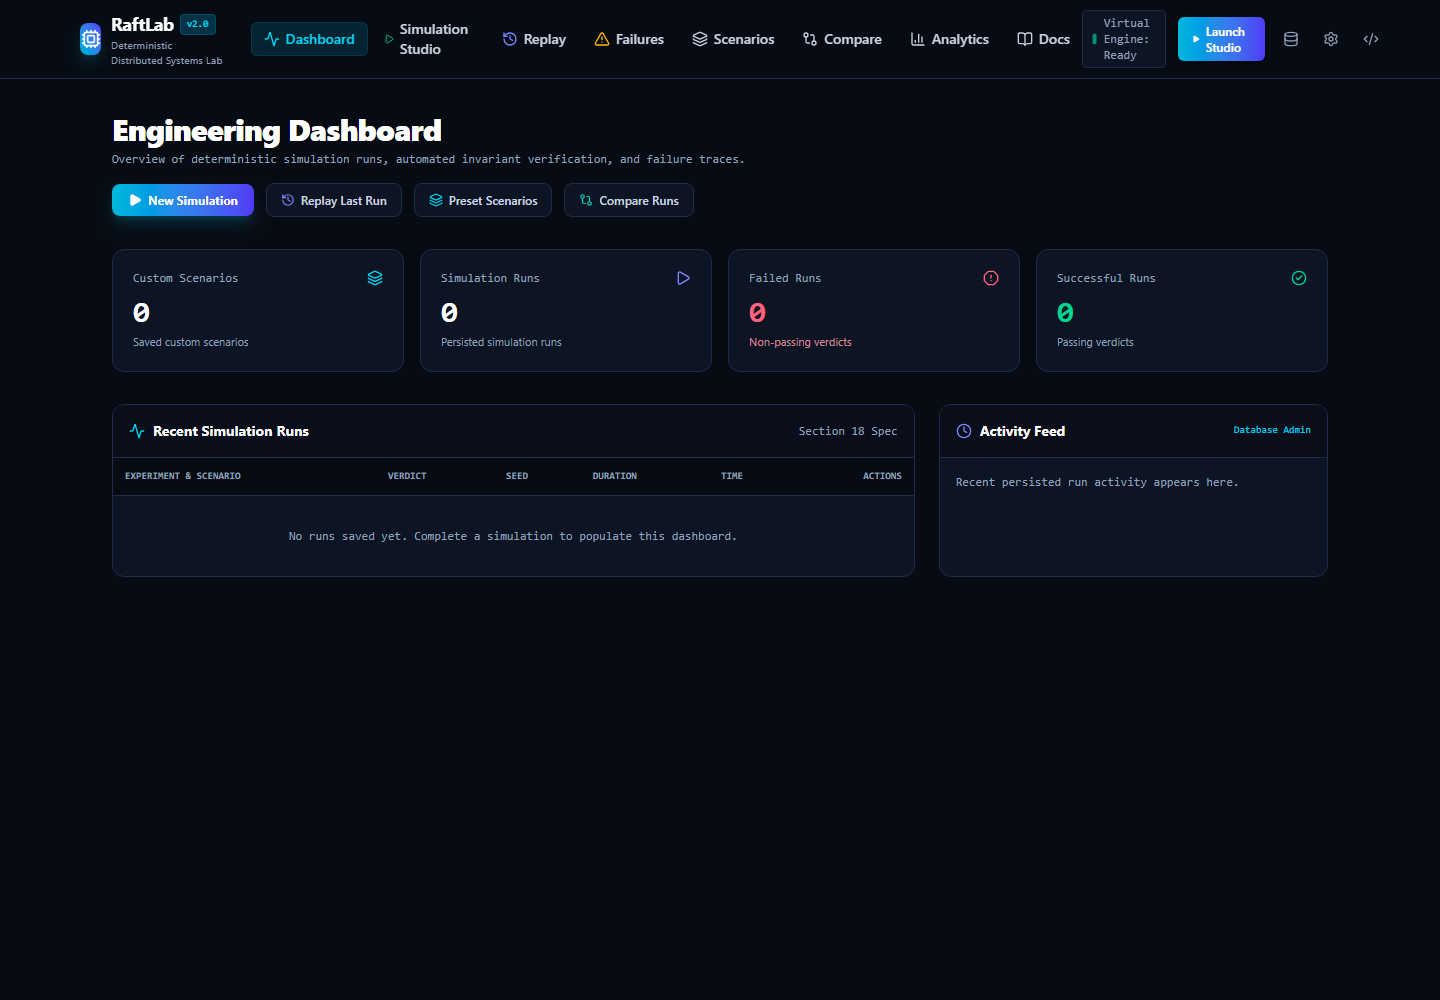 RaftLab v2.0
Deterministic
Distributed Systems Lab
Dashboard
Simulation
Studio
Replay
Failures
Scenarios
Compare
Analytics
Docs
Virtual
Engine:
Ready
Launch
Studio
Engineering Dashboard
Overview of deterministic simulation runs, automated invariant verification, and failure traces.
New Simulation
Replay Last Run
Preset Scenarios
Compare Runs
Custom Scenarios
0
Saved custom scenarios
Simulation Runs
0
Persisted simulation runs
Failed Runs
0
Non-passing verdicts
Successful Runs
0
Passing verdicts
Recent Simulation Runs
Section 18 Spec
EXPERIMENT & SCENARIO VERDICT SEED DURATION TIME ACTIONS
No runs saved yet. Complete a simulation to populate this dashboard.
Activity Feed
Database Admin
Recent persisted run activity appears here.